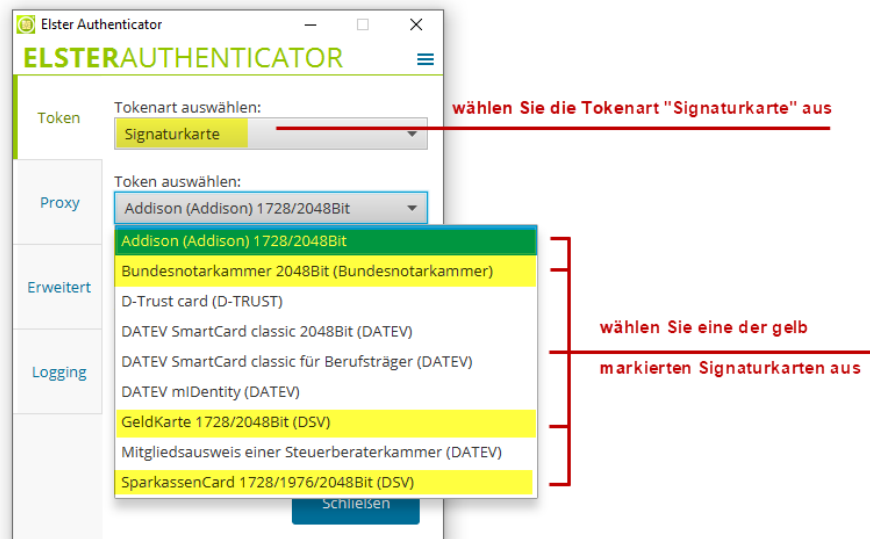 Elster Authenticator
ELSTERAUTHENTICATOR
Token
Tokenart auswählen:
Signaturkarte
wählen Sie die Tokenart "Signaturkarte" aus
Proxy
Token auswählen:
Addison (Addison) 1728/2048Bit
Addison (Addison) 1728/2048Bit
Bundesnotarkammer 2048Bit (Bundesnotarkammer)
Erweitert
D-Trust card (D-TRUST)
DATEV SmartCard classic 2048Bit (DATEV)
wählen Sie eine der gelb
DATEV SmartCard classic für Berufsträger (DATEV)
markierten Signaturkarten aus
Logging
DATEV mIDentity (DATEV)
GeldKarte 1728/2048Bit (DSV)
Mitgliedsausweis einer Steuerberaterkammer (DATEV)
SparkassenCard 1728/1976/2048Bit (DSV)
Schließen